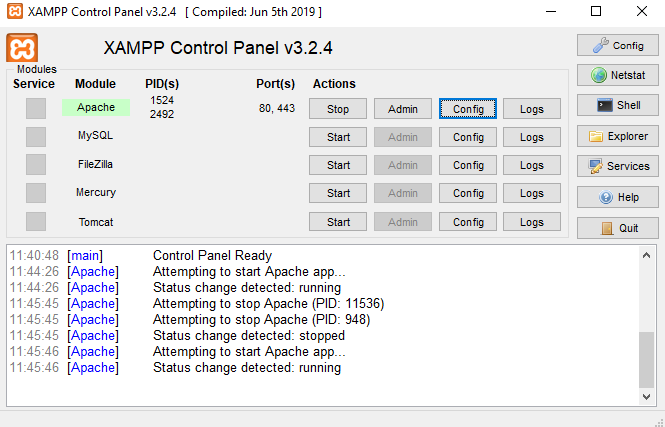 XAMPP Control Panel v3.2.4   [ Compiled: Jun 5th 2019 ]
XAMPP Control Panel v3.2.4
Modules
Service Module PID(s) Port(s) Actions
Apache 1524 2492 80, 443 Stop Admin Config Logs
MySQL Start Admin Config Logs
FileZilla Start Admin Config Logs
Mercury Start Admin Config Logs
Tomcat Start Admin Config Logs
Config
Netstat
Shell
Explorer
Services
Help
Quit
11:40:48 [main] Control Panel Ready
11:44:26 [Apache] Attempting to start Apache app...
11:44:26 [Apache] Status change detected: running
11:45:45 [Apache] Attempting to stop Apache (PID: 11536)
11:45:45 [Apache] Attempting to stop Apache (PID: 948)
11:45:45 [Apache] Status change detected: stopped
11:45:46 [Apache] Attempting to start Apache app...
11:45:46 [Apache] Status change detected: running